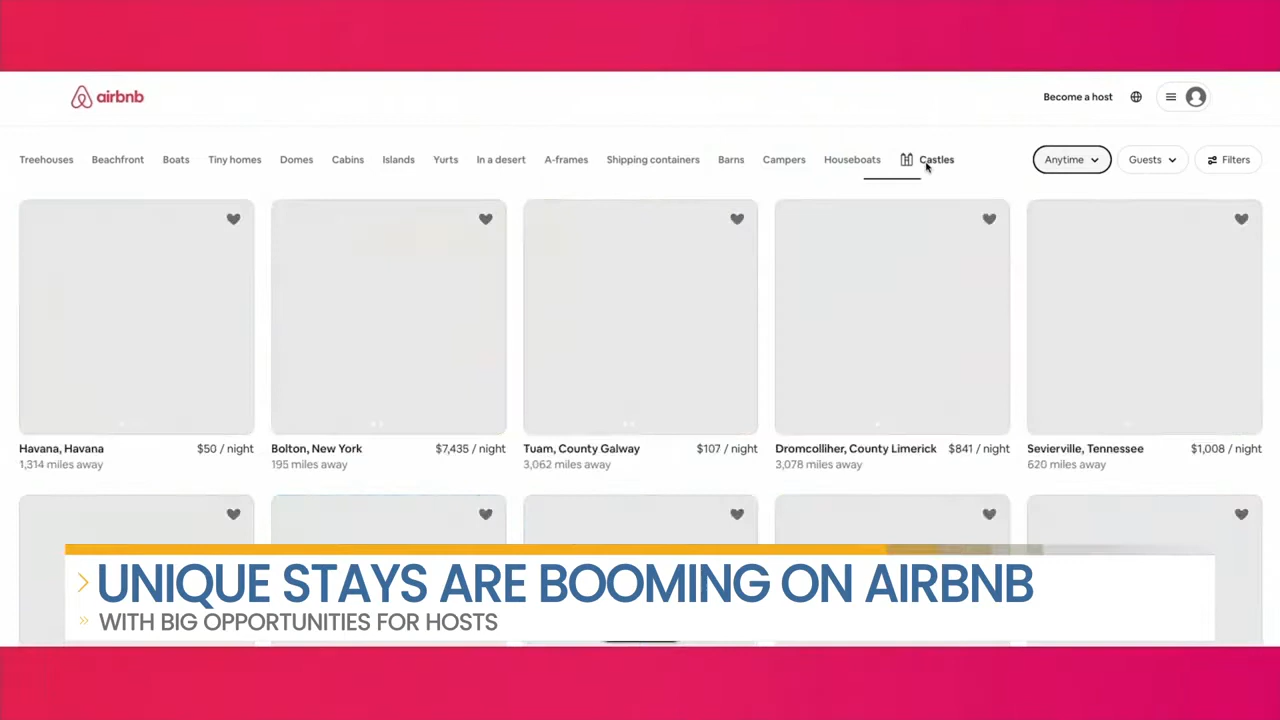 airbnb
Become a host
Treehouses Beachfront Boats Tiny homes Domes Cabins Islands Yurts In a desert A-frames Shipping containers Barns Campers Houseboats Castles Anytime Guests Filters
Havana, Havana $50 / night Bolton, New York $7,435 / night Tuam, County Galway $107 / night Dromcolliher, County Limerick $841 / night Sevierville, Tennessee $1,008 / night
1,314 miles away 195 miles away 3,062 miles away 3,078 miles away 620 miles away
UNIQUE STAYS ARE BOOMING ON AIRBNB
WITH BIG OPPORTUNITIES FOR HOSTS